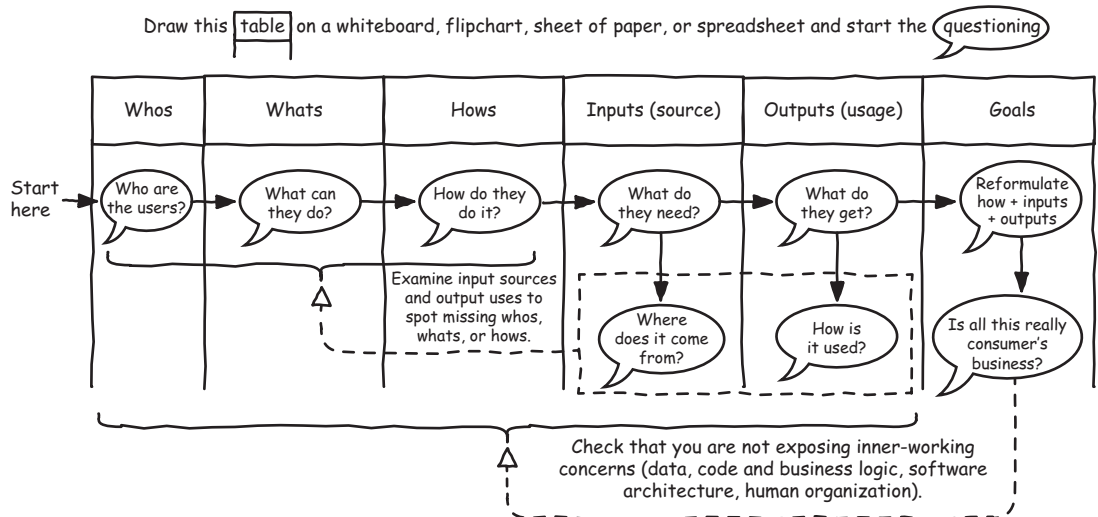 Draw this table on a whiteboard, flipchart, sheet of paper, or spreadsheet and start the questioning
Whos
Whats
Hows
Inputs (source)
Outputs (usage)
Goals
Start
here
Who are
the users?
What can
they do?
How do they
do it?
What do
they need?
What do
they get?
Reformulate
how + inputs
+ outputs
Examine input sources
and output uses to
spot missing whos,
whats, or hows.
Where
does it come
from?
How is
it used?
Is all this really
consumer's
business?
Check that you are not exposing inner-working
concerns (data, code and business logic, software
architecture, human organization).